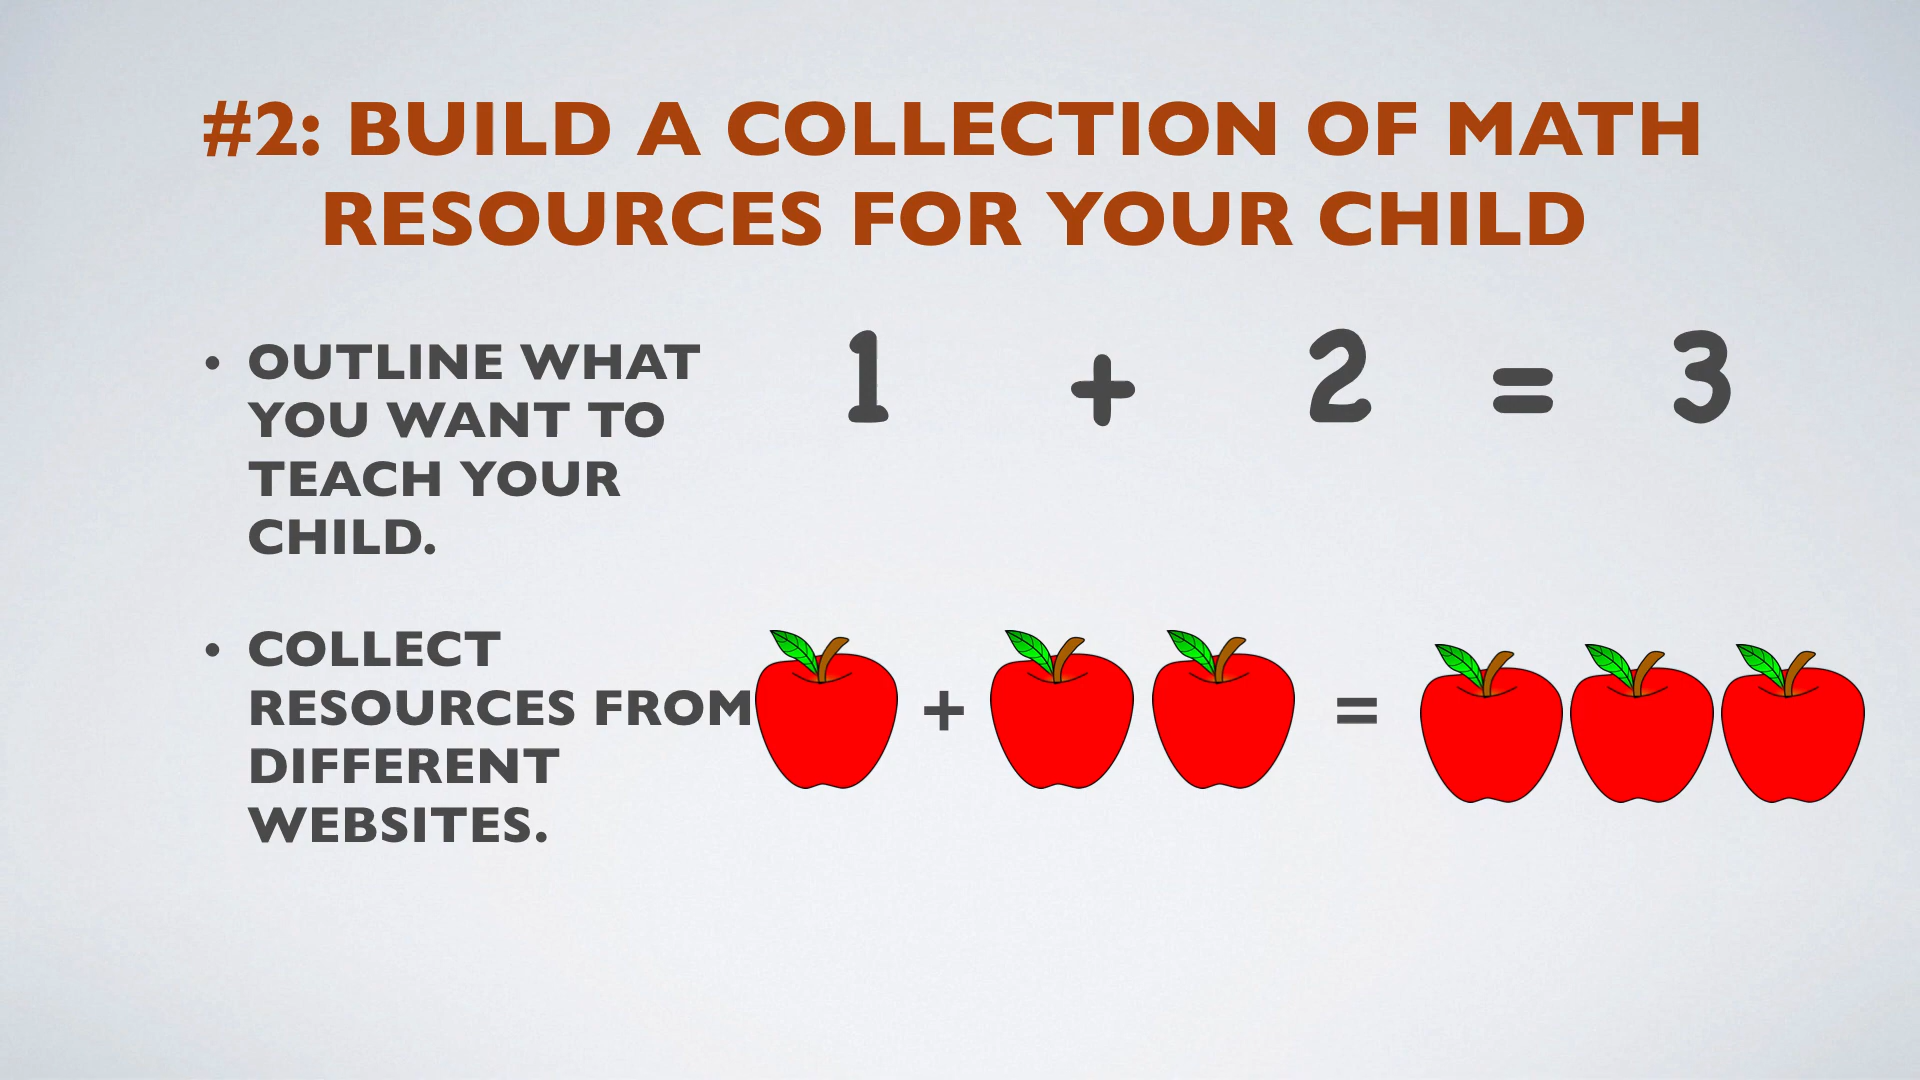 #2: BUILD A COLLECTION OF MATH
RESOURCES FOR YOUR CHILD
• OUTLINE WHAT
YOU WANT TO
TEACH YOUR
CHILD.
1 + 2 = 3
• COLLECT
RESOURCES FROM
DIFFERENT
WEBSITES.
+ =